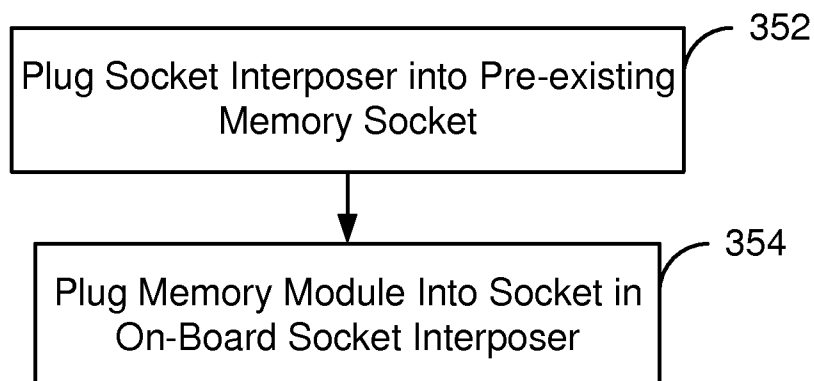 352
Plug Socket Interposer into Pre-existing
Memory Socket
354
Plug Memory Module Into Socket in
On-Board Socket Interposer